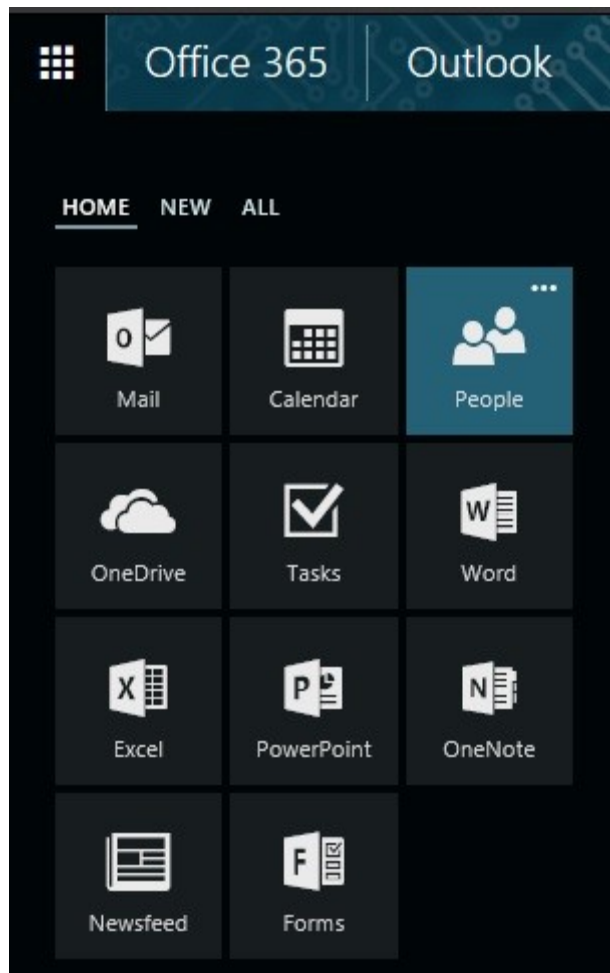 Office 365 Outlook
HOME NEW ALL
O
Mail Calendar People
W
OneDrive Tasks Word
X P N
Excel PowerPoint OneNote
F
Newsfeed Forms